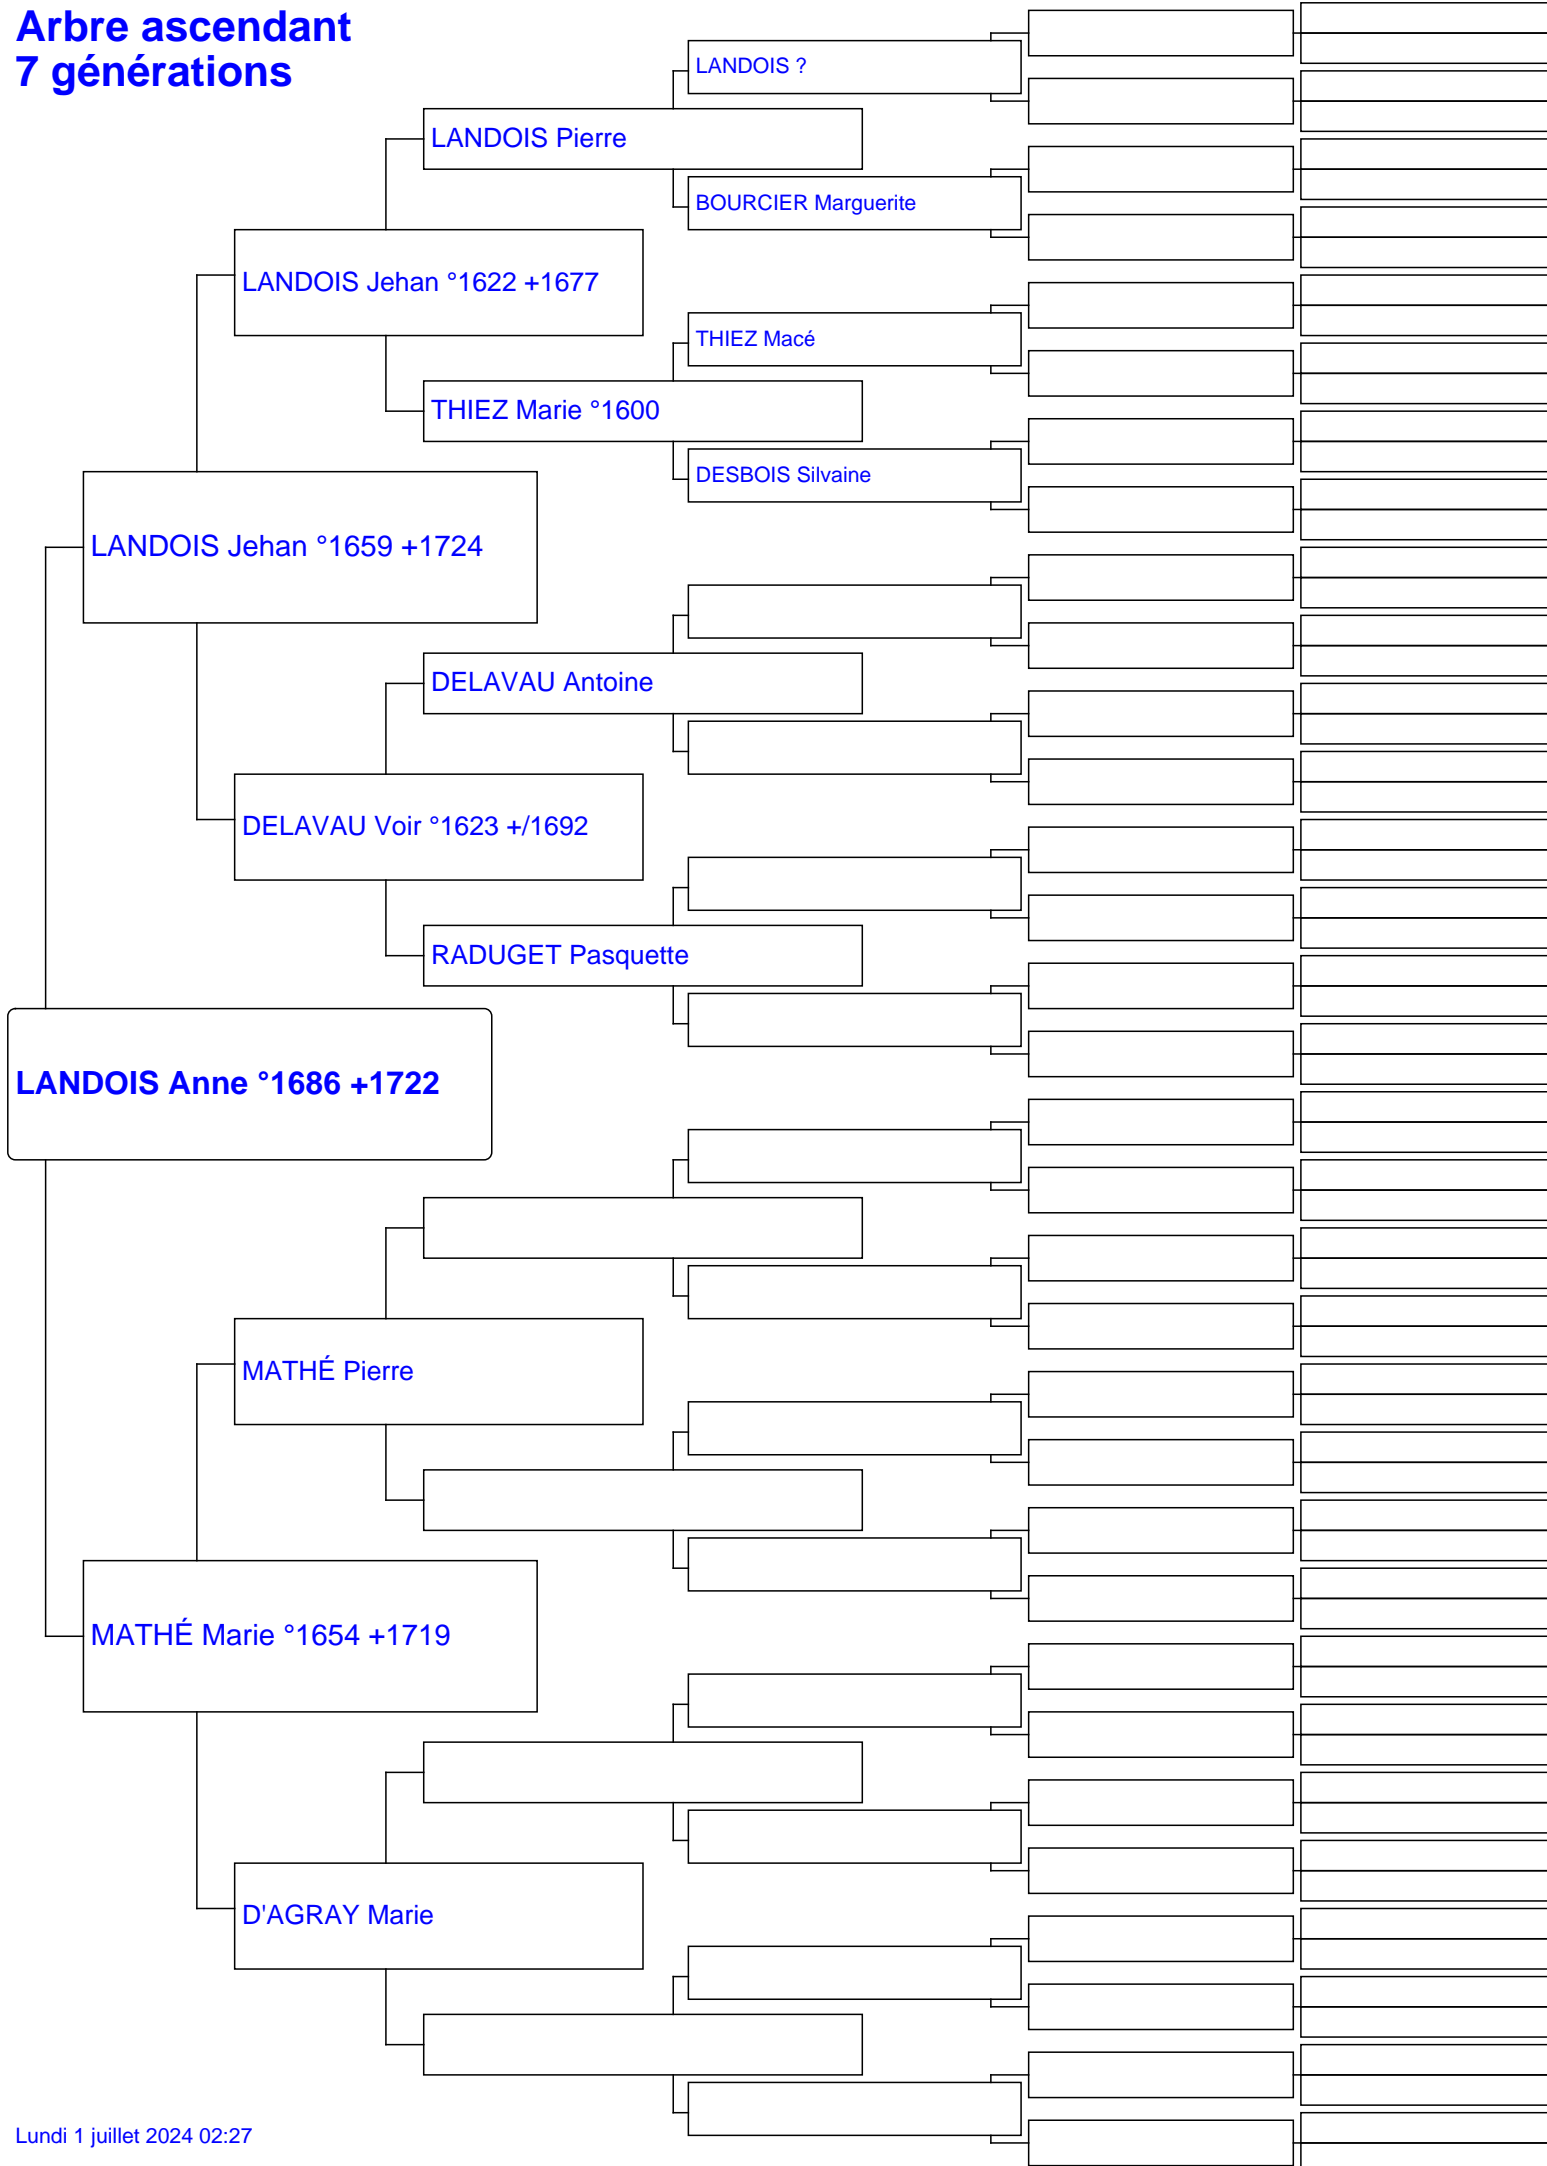 Arbre ascendant
7 générations
LANDOIS ?
LANDOIS Pierre
BOURCIER Marguerite
LANDOIS Jehan °1622 +1677
THIEZ Macé
THIEZ Marie °1600
DESBOIS Silvaine
LANDOIS Jehan °1659 +1724
DELAVAU Antoine
DELAVAU Voir °1623 +/1692
RADUGET Pasquette
LANDOIS Anne °1686 +1722
MATHÉ Pierre
MATHÉ Marie °1654 +1719
D'AGRAY Marie
Lundi 1 juillet 2024 02:27